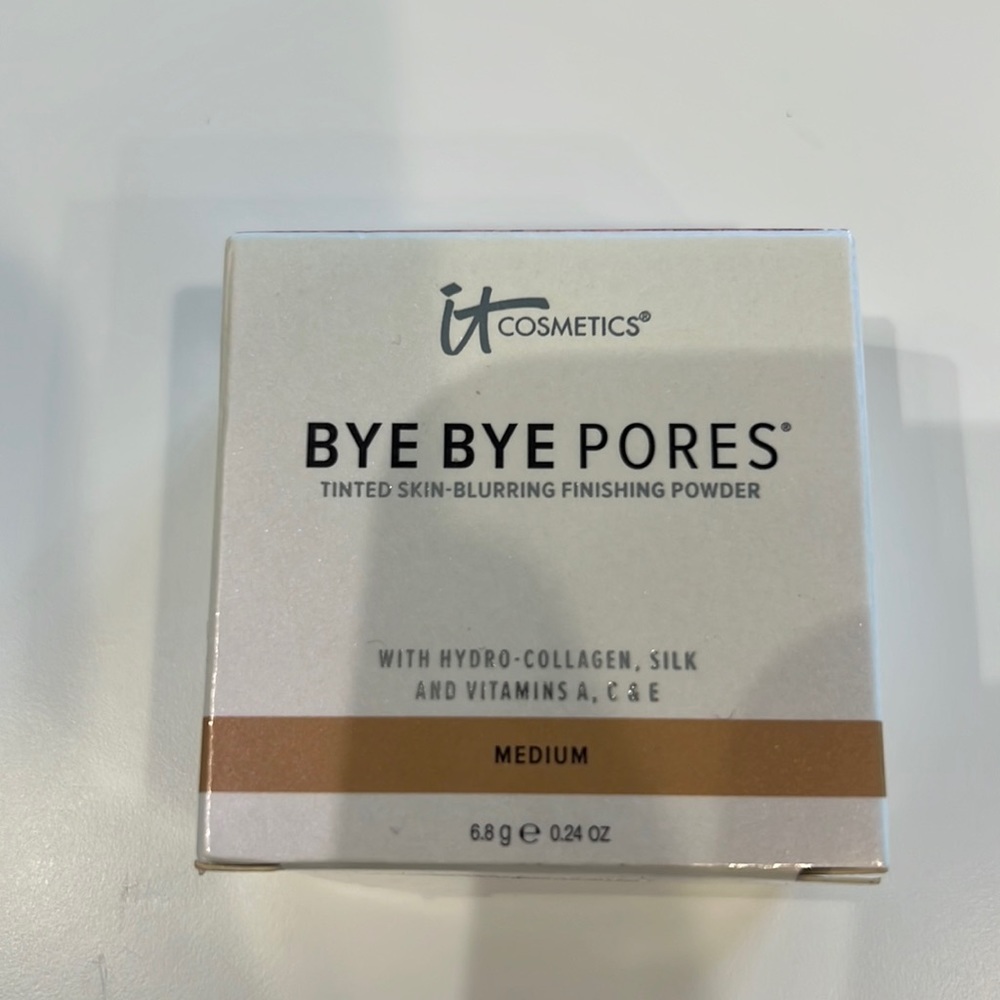 it COSMETICS®
BYE BYE PORES®
TINTED SKIN-BLURRING FINISHING POWDER
WITH HYDRO-COLLAGEN, SILK
AND VITAMINS A, C & E
MEDIUM
6.8 g ℮ 0.24 OZ